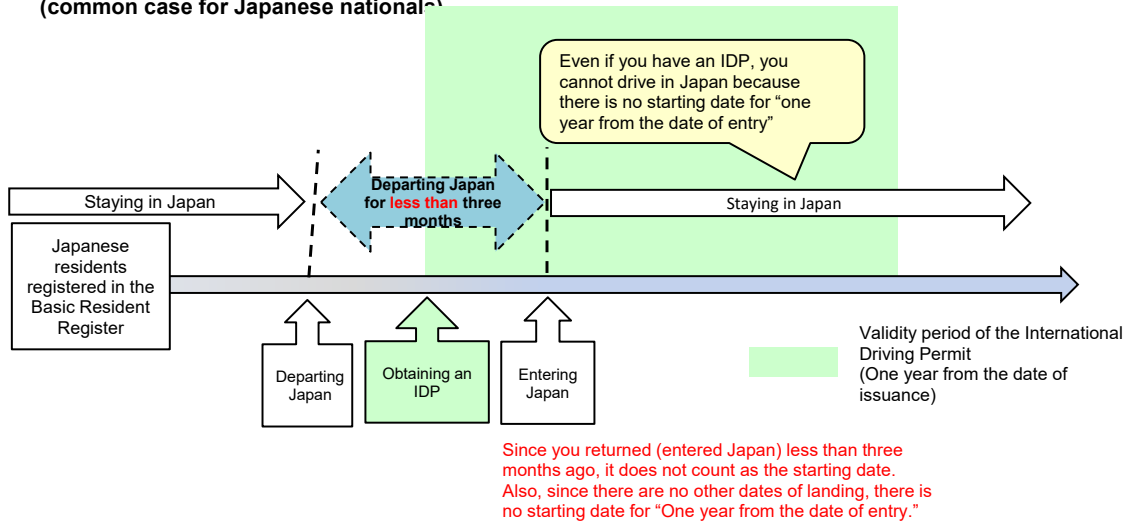 (common case for Japanese nationals)
Even if you have an IDP, you
cannot drive in Japan because
there is no starting date for “one
year from the date of entry”
Staying in Japan
Departing Japan
for less than three
months
Staying in Japan
Japanese
residents
registered in the
Basic Resident
Register
Departing
Japan
Obtaining an
IDP
Entering
Japan
Validity period of the International
Driving Permit
(One year from the date of
issuance)
Since you returned (entered Japan) less than three
months ago, it does not count as the starting date.
Also, since there are no other dates of landing, there is
no starting date for “One year from the date of entry.”